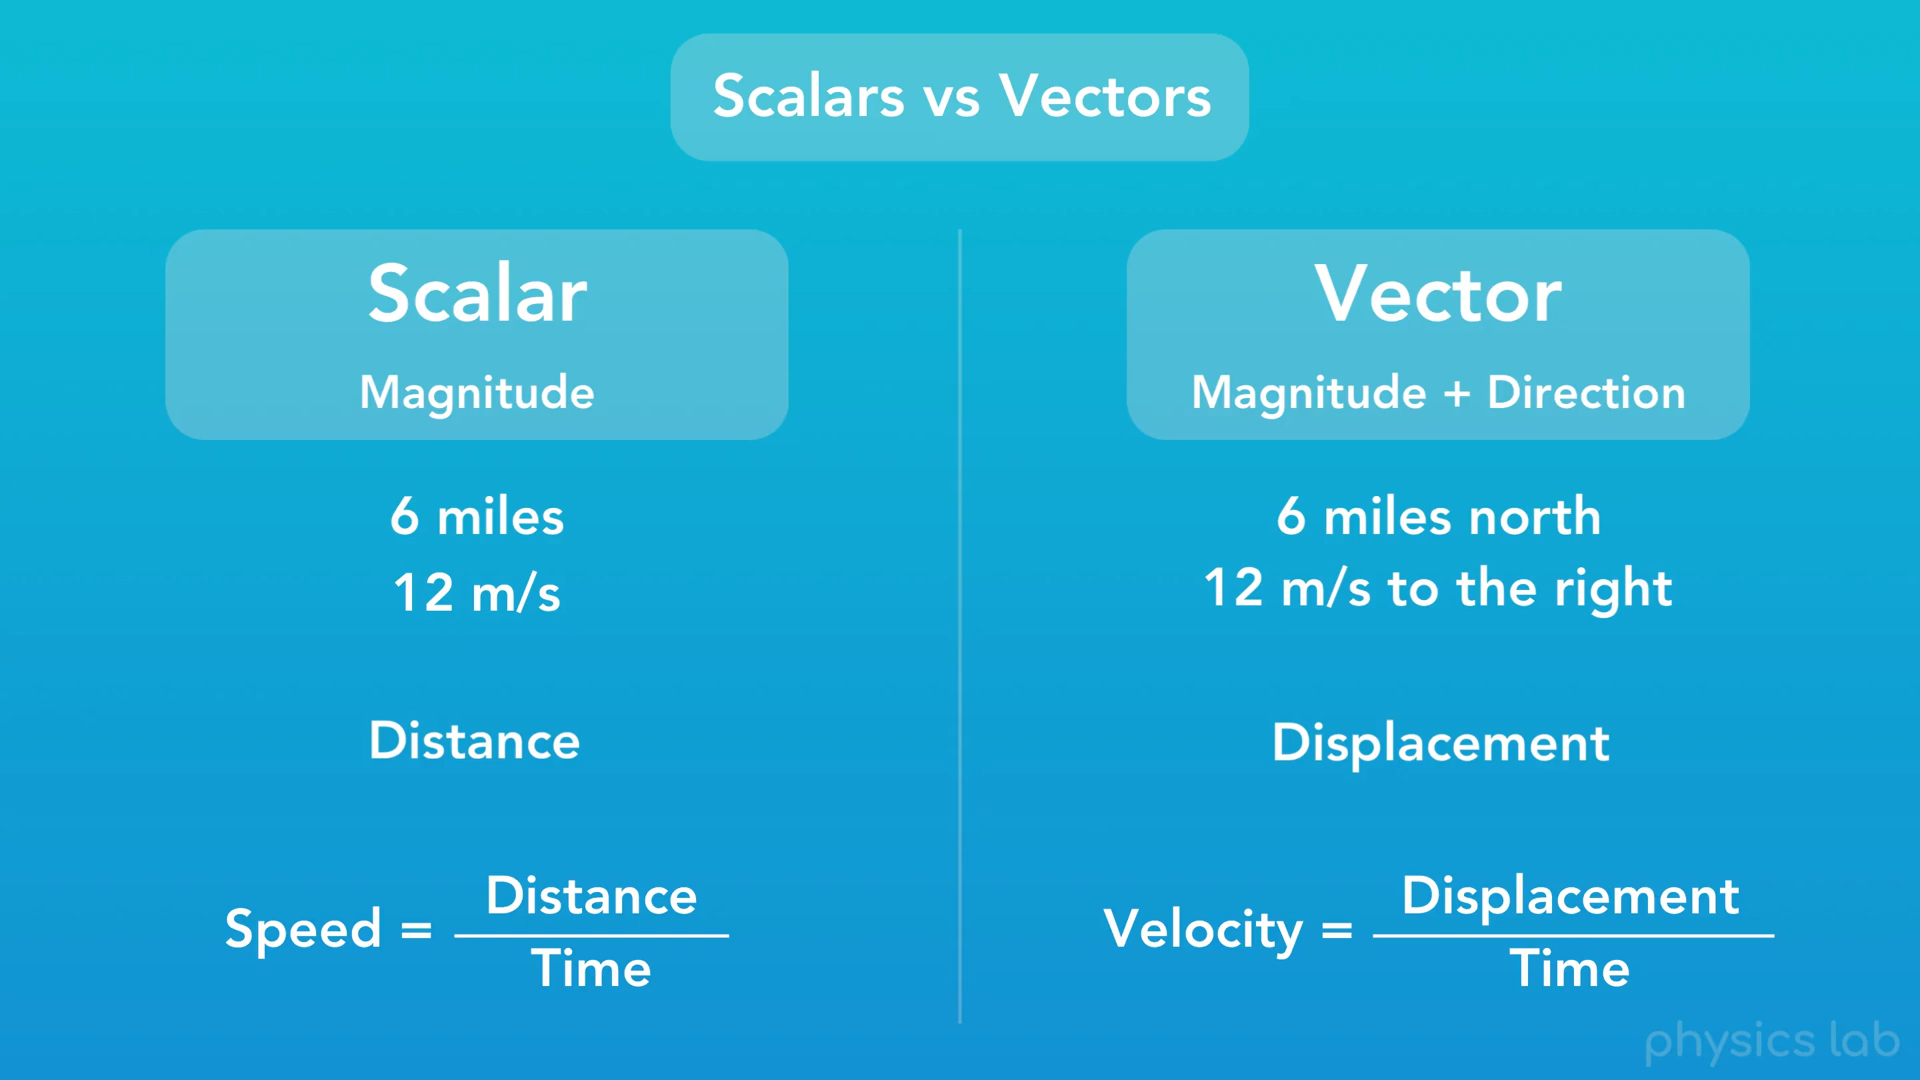 Scalars vs Vectors
Scalar
Magnitude
6 miles
12 m/s
Distance
Speed = Distance
Time
Vector
Magnitude + Direction
6 miles north
12 m/s to the right
Displacement
Velocity = Displacement
Time
physics lab